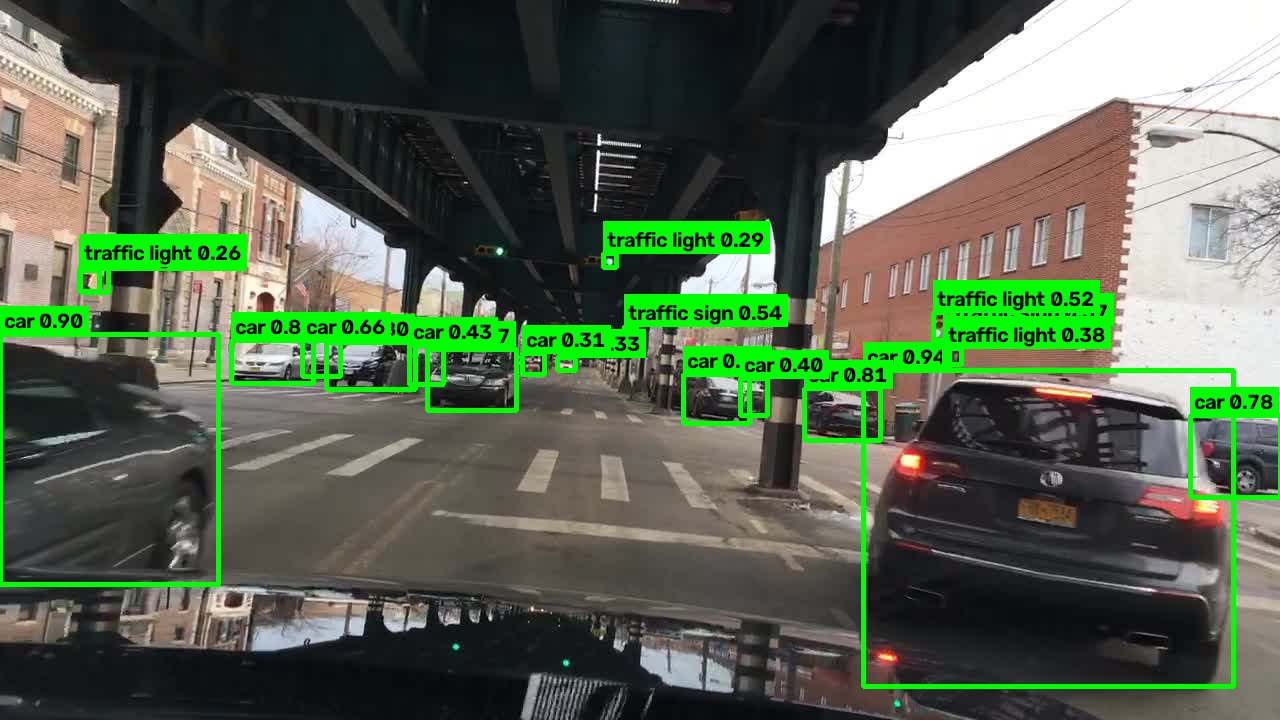 traffic light 0.29
traffic light 0.26
traffic light 0.52
traffic sign 0.54
car 0.90
car 0.8
car 0.66
car 0.43
car 0.31
.33
traffic light 0.38
car 0.
car 0.40
car 0.94
car 0.81
car 0.78